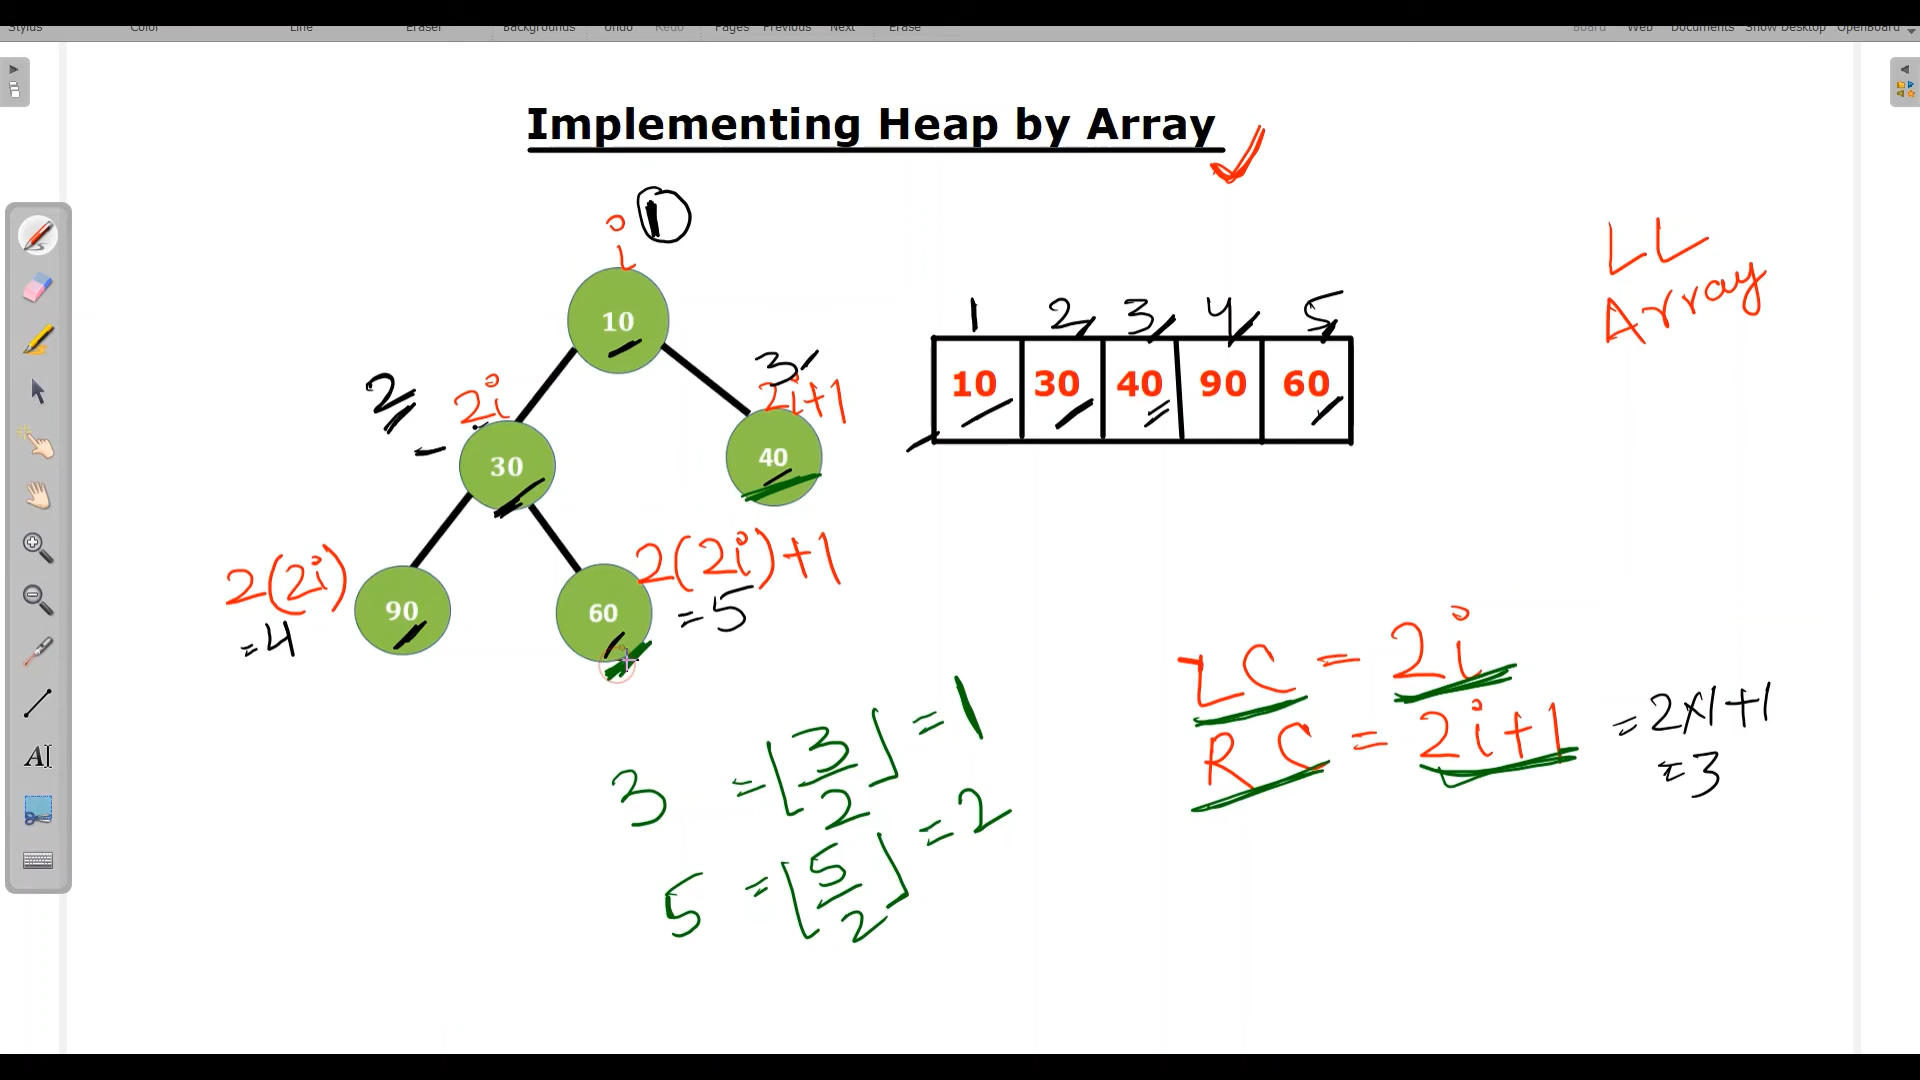 Stylus Color Line Eraser Backgrounds Undo Redo Pages Previous Next Erase Board Web Documents Show Desktop OpenBoard
Implementing Heap by Array
i 1
LL
Array
10
1 2 3 4 5
10 30 40 90 60
2 2i
30
3
2i+1
40
2(2i)
= 4
90
60
2(2i)+1
= 5
LC = 2i
RC = 2i+1 = 2×1+1
= 3
3 = ⌊3/2⌋ = 1
5 = ⌊5/2⌋ = 2
AI